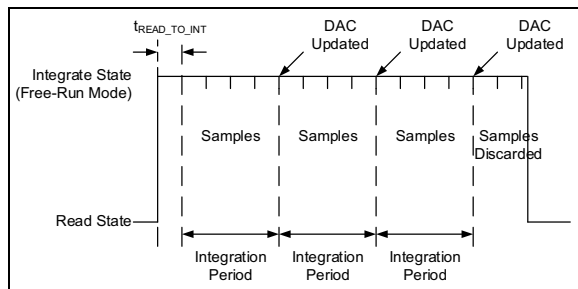 tREAD_TO_INT
DAC
Updated
DAC
Updated
DAC
Updated
Integrate State
(Free-Run Mode)
Samples
Samples
Samples
Samples
Discarded
Read State
Integration
Period
Integration
Period
Integration
Period